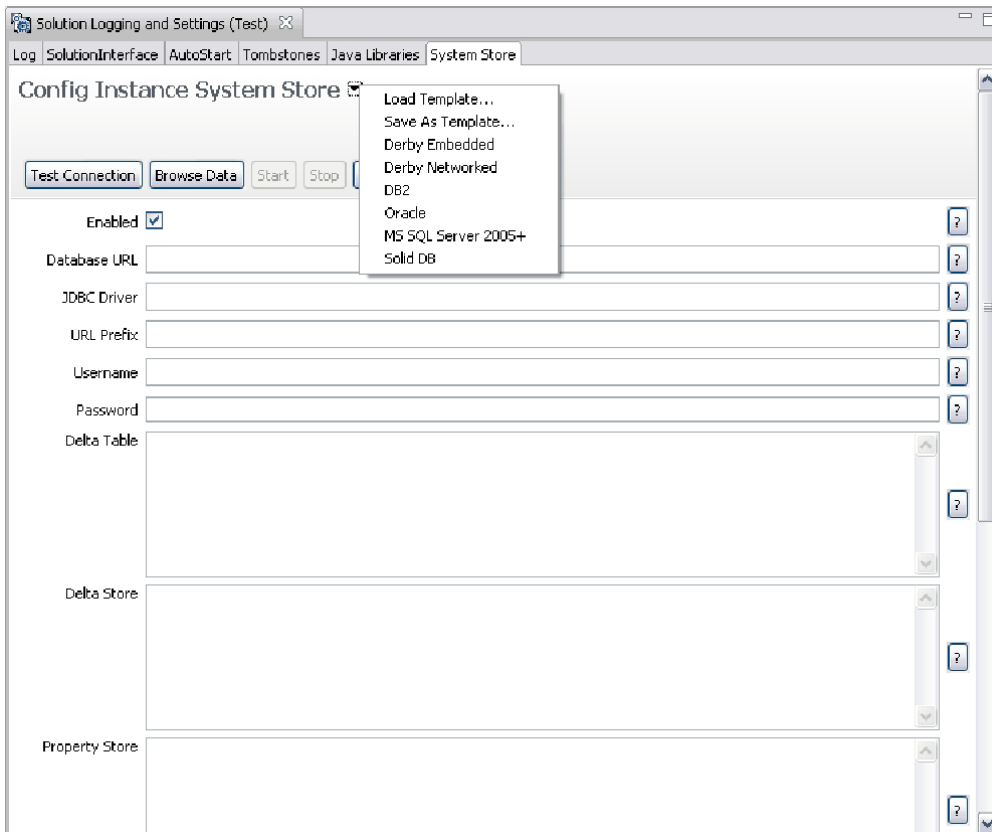 Solution Logging and Settings (Test)
Log SolutionInterface AutoStart Tombstones Java Libraries System Store
Config Instance System Store
Load Template...
Save As Template...
Derby Embedded
Derby Networked
DB2
Oracle
MS SQL Server 2005+
Solid DB
Test Connection Browse Data Start Stop
Enabled ?
Database URL ?
JDBC Driver ?
URL Prefix ?
Username ?
Password ?
Delta Table ?
Delta Store ?
Property Store ?